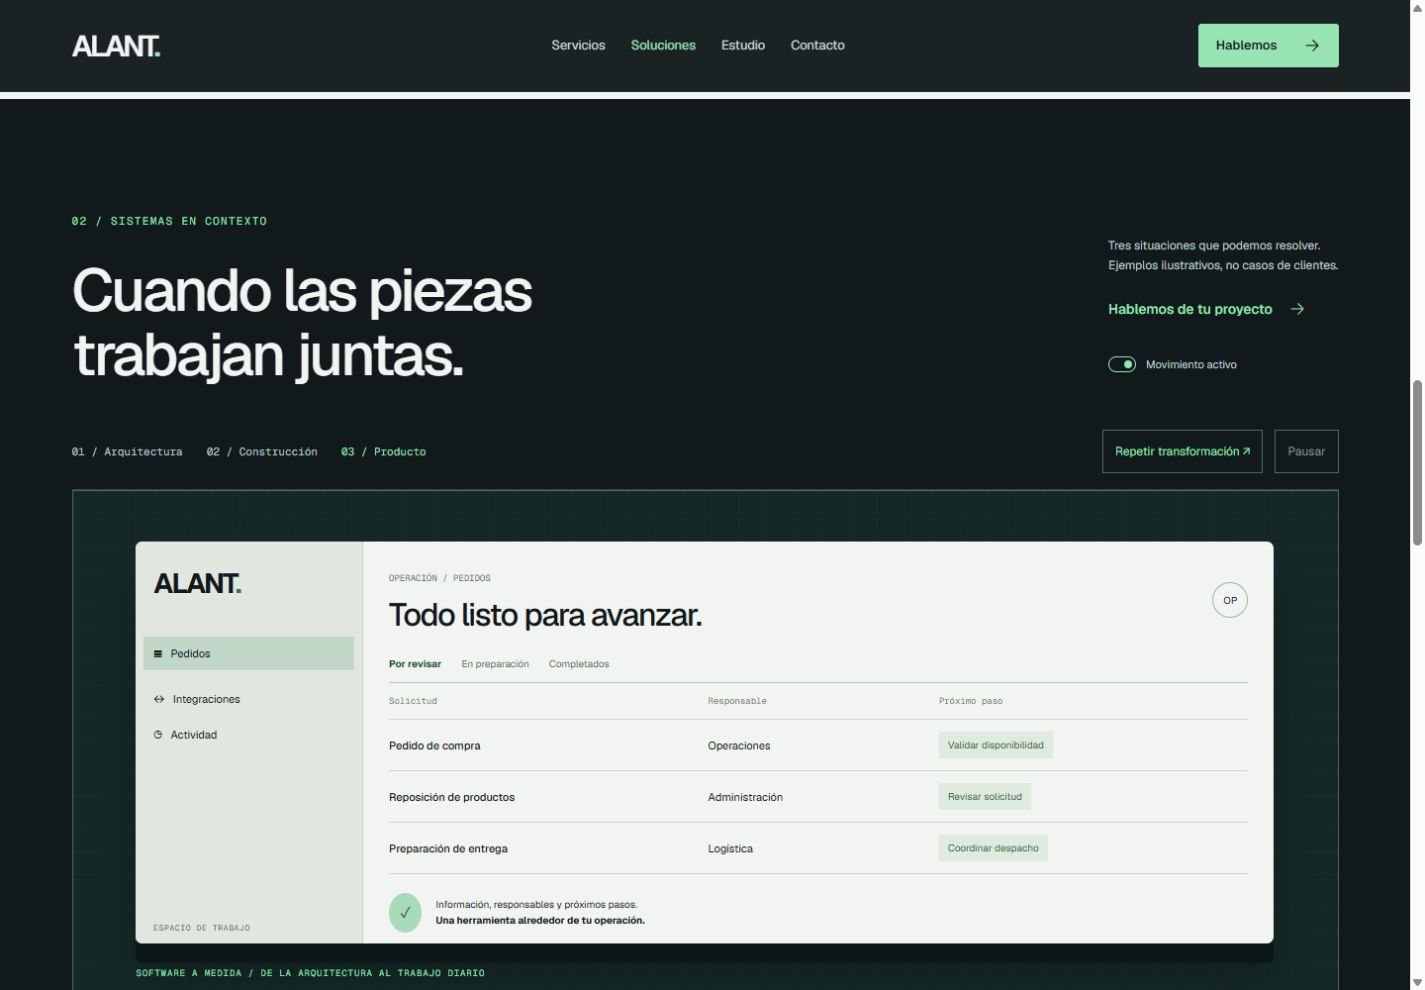 ALANT.
Servicios
Soluciones
Estudio
Contacto
Hablemos →
02 / SISTEMAS EN CONTEXTO
Cuando las piezas
trabajan juntas.
Tres situaciones que podemos resolver.
Ejemplos ilustrativos, no casos de clientes.
Hablemos de tu proyecto →
Movimiento activo
01 / Arquitectura
02 / Construcción
03 / Producto
Repetir transformación ↗
Pausar
ALANT.
Pedidos
Integraciones
Actividad
ESPACIO DE TRABAJO
OPERACIÓN / PEDIDOS
Todo listo para avanzar.
OP
Por revisar
En preparación
Completados
Solicitud
Responsable
Próximo paso
Pedido de compra
Operaciones
Validar disponibilidad
Reposición de productos
Administración
Revisar solicitud
Preparación de entrega
Logística
Coordinar despacho
Información, responsables y próximos pasos.
Una herramienta alrededor de tu operación.
SOFTWARE A MEDIDA / DE LA ARQUITECTURA AL TRABAJO DIARIO